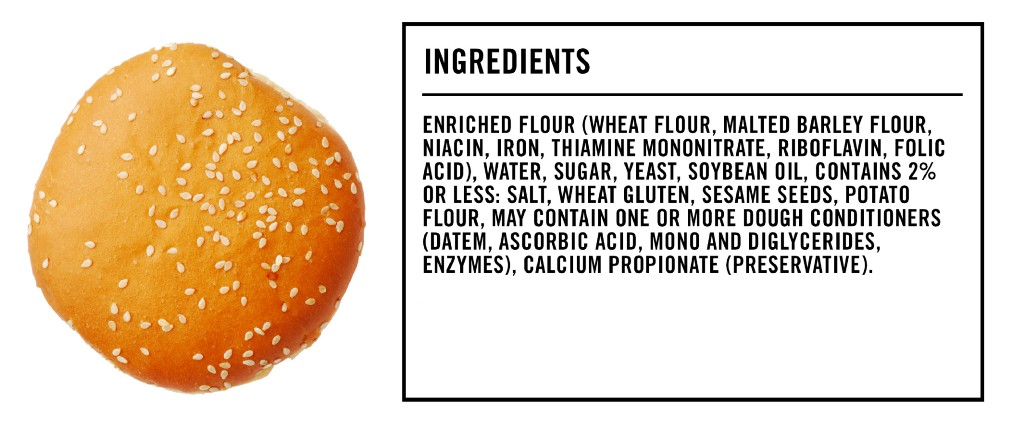 INGREDIENTS
ENRICHED FLOUR (WHEAT FLOUR, MALTED BARLEY FLOUR,
NIACIN, IRON, THIAMINE MONONITRATE, RIBOFLAVIN, FOLIC
ACID), WATER, SUGAR, YEAST, SOYBEAN OIL, CONTAINS 2%
OR LESS: SALT, WHEAT GLUTEN, SESAME SEEDS, POTATO
FLOUR, MAY CONTAIN ONE OR MORE DOUGH CONDITIONERS
(DATEM, ASCORBIC ACID, MONO AND DIGLYCERIDES,
ENZYMES), CALCIUM PROPIONATE (PRESERVATIVE).